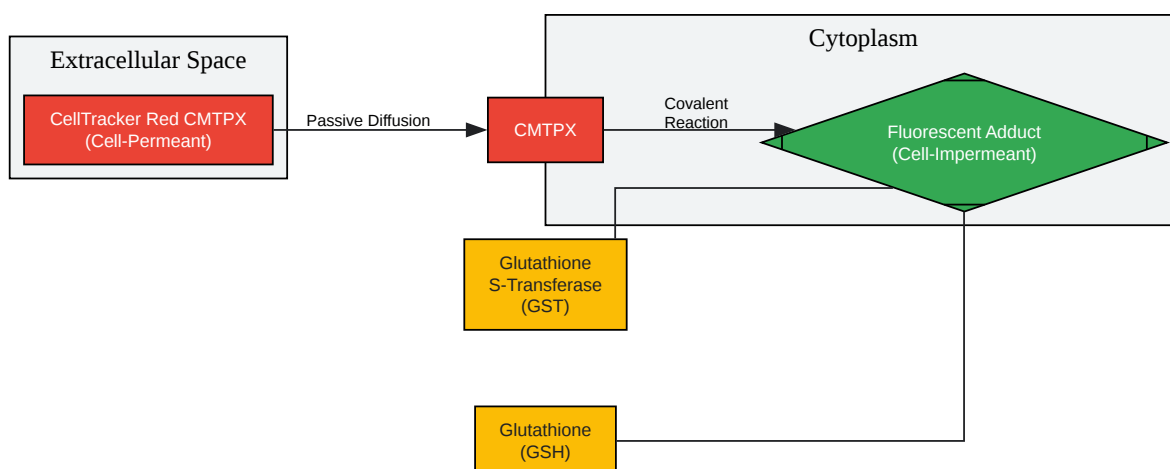 Extracellular Space
CellTracker Red CMTPX
(Cell-Permeant)
Passive Diffusion
Cytoplasm
CMTPX
Covalent
Reaction
Fluorescent Adduct
(Cell-Impermeant)
Glutathione
S-Transferase
(GST)
Glutathione
(GSH)